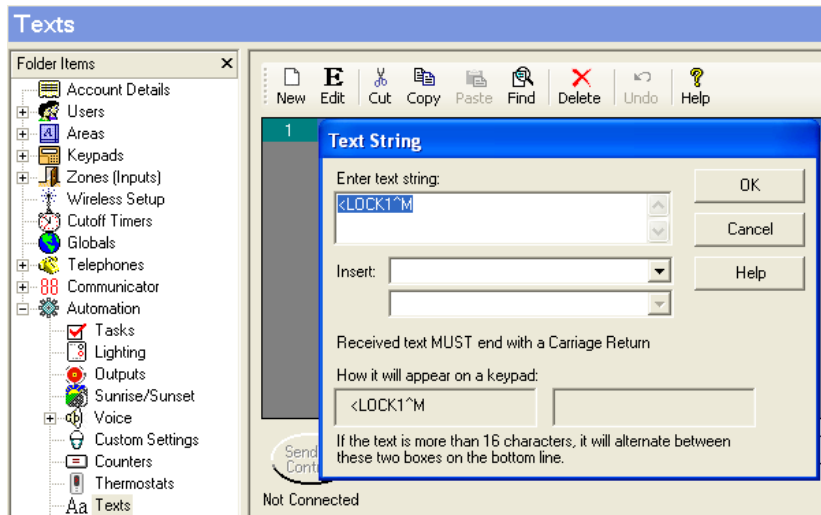 Texts
Folder Items
Account Details
Users
Areas
Keypads
Zones (Inputs)
Wireless Setup
Cutoff Timers
Globals
Telephones
88 Communicator
Automation
Tasks
Lighting
Outputs
Sunrise/Sunset
Voice
Custom Settings
Counters
Thermostats
Aa Texts
New Edit Cut Copy Paste Find Delete Undo Help
1
Text String
Enter text string:
<LOCK1^M
OK
Cancel
Insert:
Help
Received text MUST end with a Carriage Return
How it will appear on a keypad:
<LOCK1^M
If the text is more than 16 characters, it will alternate between
these two boxes on the bottom line.
Send
Not Connected